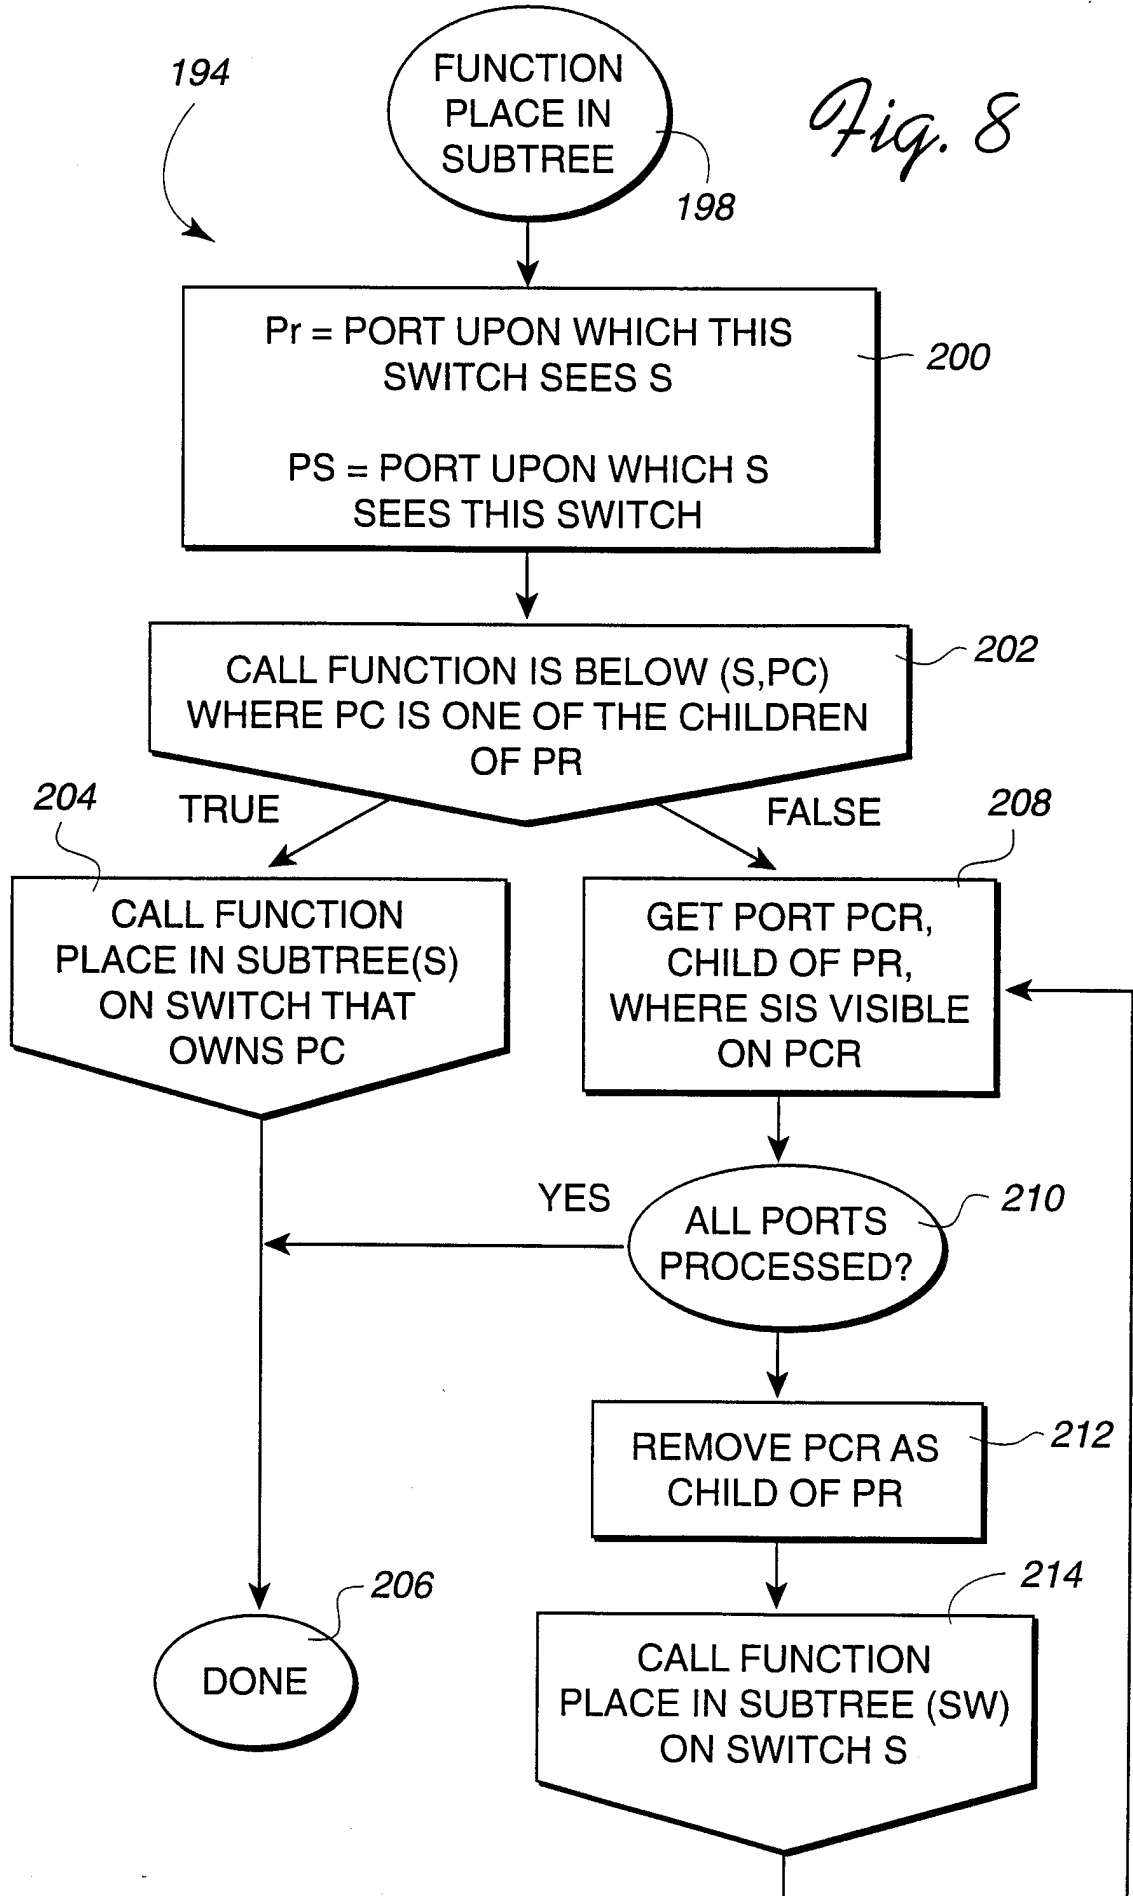 194
FUNCTION
PLACE IN
SUBTREE
198
Fig. 8
Pr = PORT UPON WHICH THIS
SWITCH SEES S
PS = PORT UPON WHICH S
SEES THIS SWITCH
200
CALL FUNCTION IS BELOW (S,PC)
WHERE PC IS ONE OF THE CHILDREN
OF PR
202
TRUE
FALSE
204
CALL FUNCTION
PLACE IN SUBTREE(S)
ON SWITCH THAT
OWNS PC
208
GET PORT PCR,
CHILD OF PR,
WHERE SIS VISIBLE
ON PCR
YES
ALL PORTS
PROCESSED?
210
REMOVE PCR AS
CHILD OF PR
212
206
DONE
214
CALL FUNCTION
PLACE IN SUBTREE (SW)
ON SWITCH S